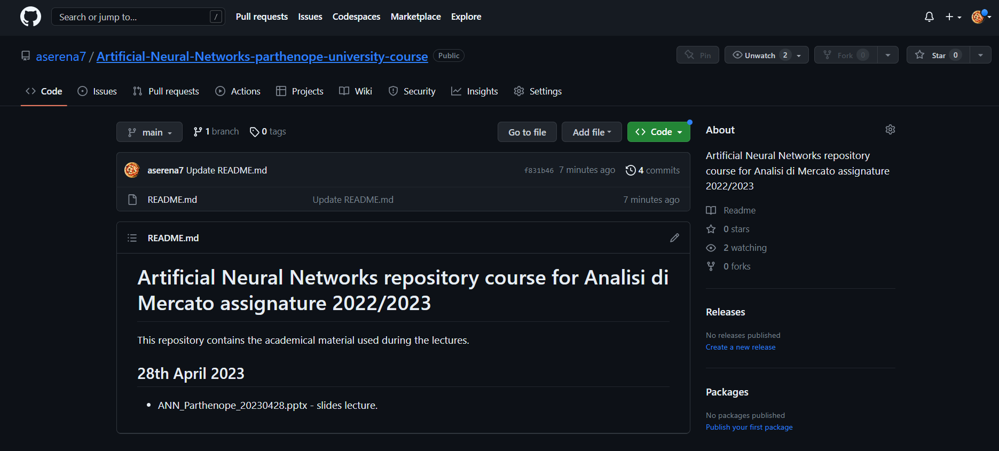 Search or jump to... /
Pull requests Issues Codespaces Marketplace Explore
aserena7 / Artificial-Neural-Networks-parthenope-university-course Public
Pin Unwatch 2 Fork 0 Star 0
Code Issues Pull requests Actions Projects Wiki Security Insights Settings
main 1 branch 0 tags
Go to file Add file Code
aserena7 Update README.md f831b46 7 minutes ago 4 commits
README.md Update README.md 7 minutes ago
README.md
Artificial Neural Networks repository course for Analisi di
Mercato assignature 2022/2023
This repository contains the academical material used during the lectures.
28th April 2023
• ANN_Parthenope_20230428.pptx - slides lecture.
About
Artificial Neural Networks repository
course for Analisi di Mercato assignature
2022/2023
Readme
0 stars
2 watching
0 forks
Releases
No releases published
Create a new release
Packages
No packages published
Publish your first package